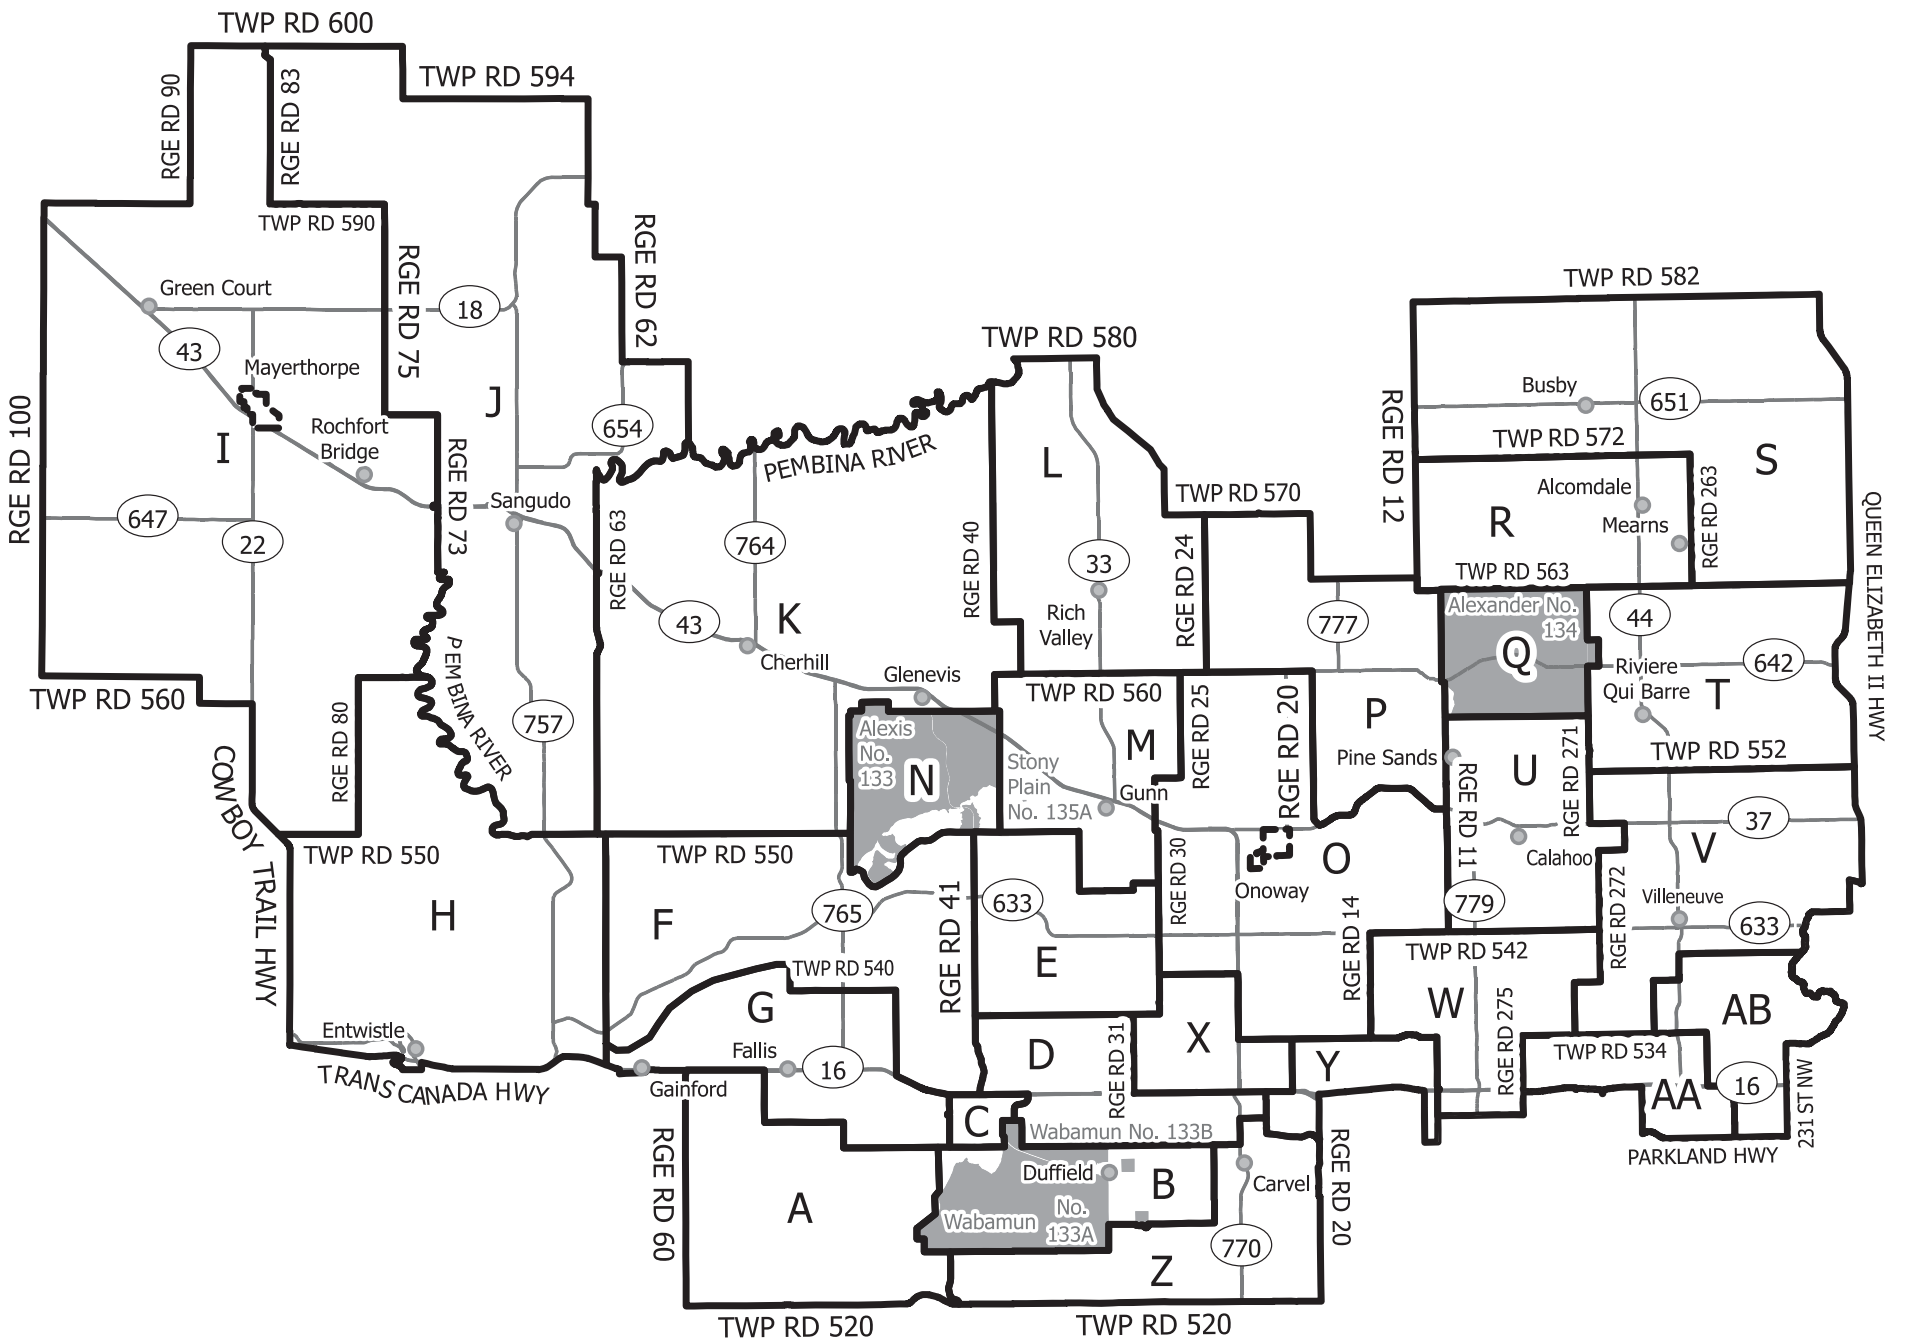 TWP RD 600
TWP RD 594
RGE RD 90
RGE RD 83
TWP RD 590
RGE RD 75
RGE RD 62
Green Court
18
43
Mayerthorpe
J
654
Rochfort
Bridge
I
RGE RD 100
RGE RD 73
647
22
Sangudo
RGE RD 63
764
PEMBINA RIVER
TWP RD 580
L
RGE RD 40
33
Rich
Valley
TWP RD 570
RGE RD 24
K
43
Cherhill
Glenevis
777
TWP RD 582
Busby
651
RGE RD 12
TWP RD 572
S
Alcomdale
R
Mearns
RGE RD 263
TWP RD 563
QUEEN ELIZABETH II HWY
Alexander No.
134
Q
44
642
Riviere
Qui Barre
T
TWP RD 552
TWP RD 560
RGE RD 80
PEMBINA RIVER
757
COWBOY TRAIL HWY
TWP RD 550
TWP RD 550
Alexis
No.
133
N
TWP RD 560
M
RGE RD 25
RGE RD 20
P
Pine Sands
Stony
Plain
No. 135A
Gunn
U
RGE RD 271
RGE RD 11
37
V
Calahoo
RGE RD 30
O
Onoway
779
RGE RD 272
Villeneuve
633
H
F
765
RGE RD 41
633
E
RGE RD 14
TWP RD 542
TWP RD 540
G
W
RGE RD 275
AB
Entwistle
TRANSCANADA HWY
Fallis
16
Gainford
D
RGE RD 31
X
Y
TWP RD 534
AA
16
231 ST NW
PARKLAND HWY
C
Wabamun No. 133B
Duffield
B
Carvel
RGE RD 60
A
Wabamun
No.
133A
770
RGE RD 20
Z
TWP RD 520
TWP RD 520